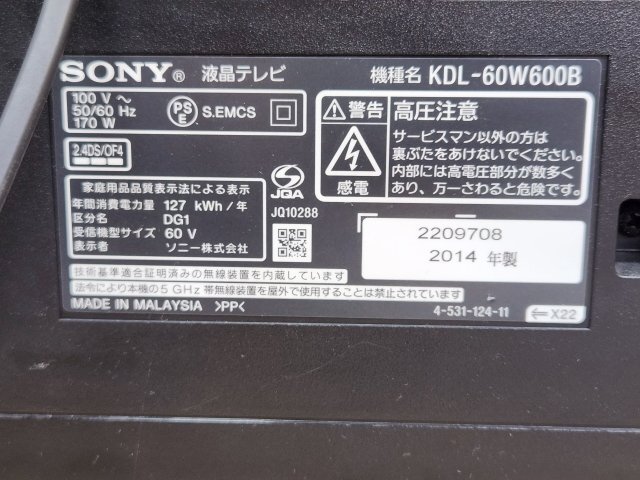 SONY® 液晶テレビ 機種名 KDL-60W600B
100 V ～
50/60 Hz
170 W
PSE S.EMCS
2.4DS/OF4
家庭用品品質表示法による表示
年間消費電力量 127 kWh/年
区分名 DG1
受信機型サイズ 60 V
表示者 ソニー株式会社
JQA
JQ10288
警告 高圧注意
感電
サービスマン以外の方は
裏ぶたをあけないでください。
内部には高電圧部分が数多く
あり、万一さわると危険です。
2209708
2014 年製
技術基準適合証明済みの無線装置を内蔵しています
法令により本機の5 GHz 帯無線装置を屋外で使用することは禁止されています
MADE IN MALAYSIA >PP<
4-531-124-11
X22